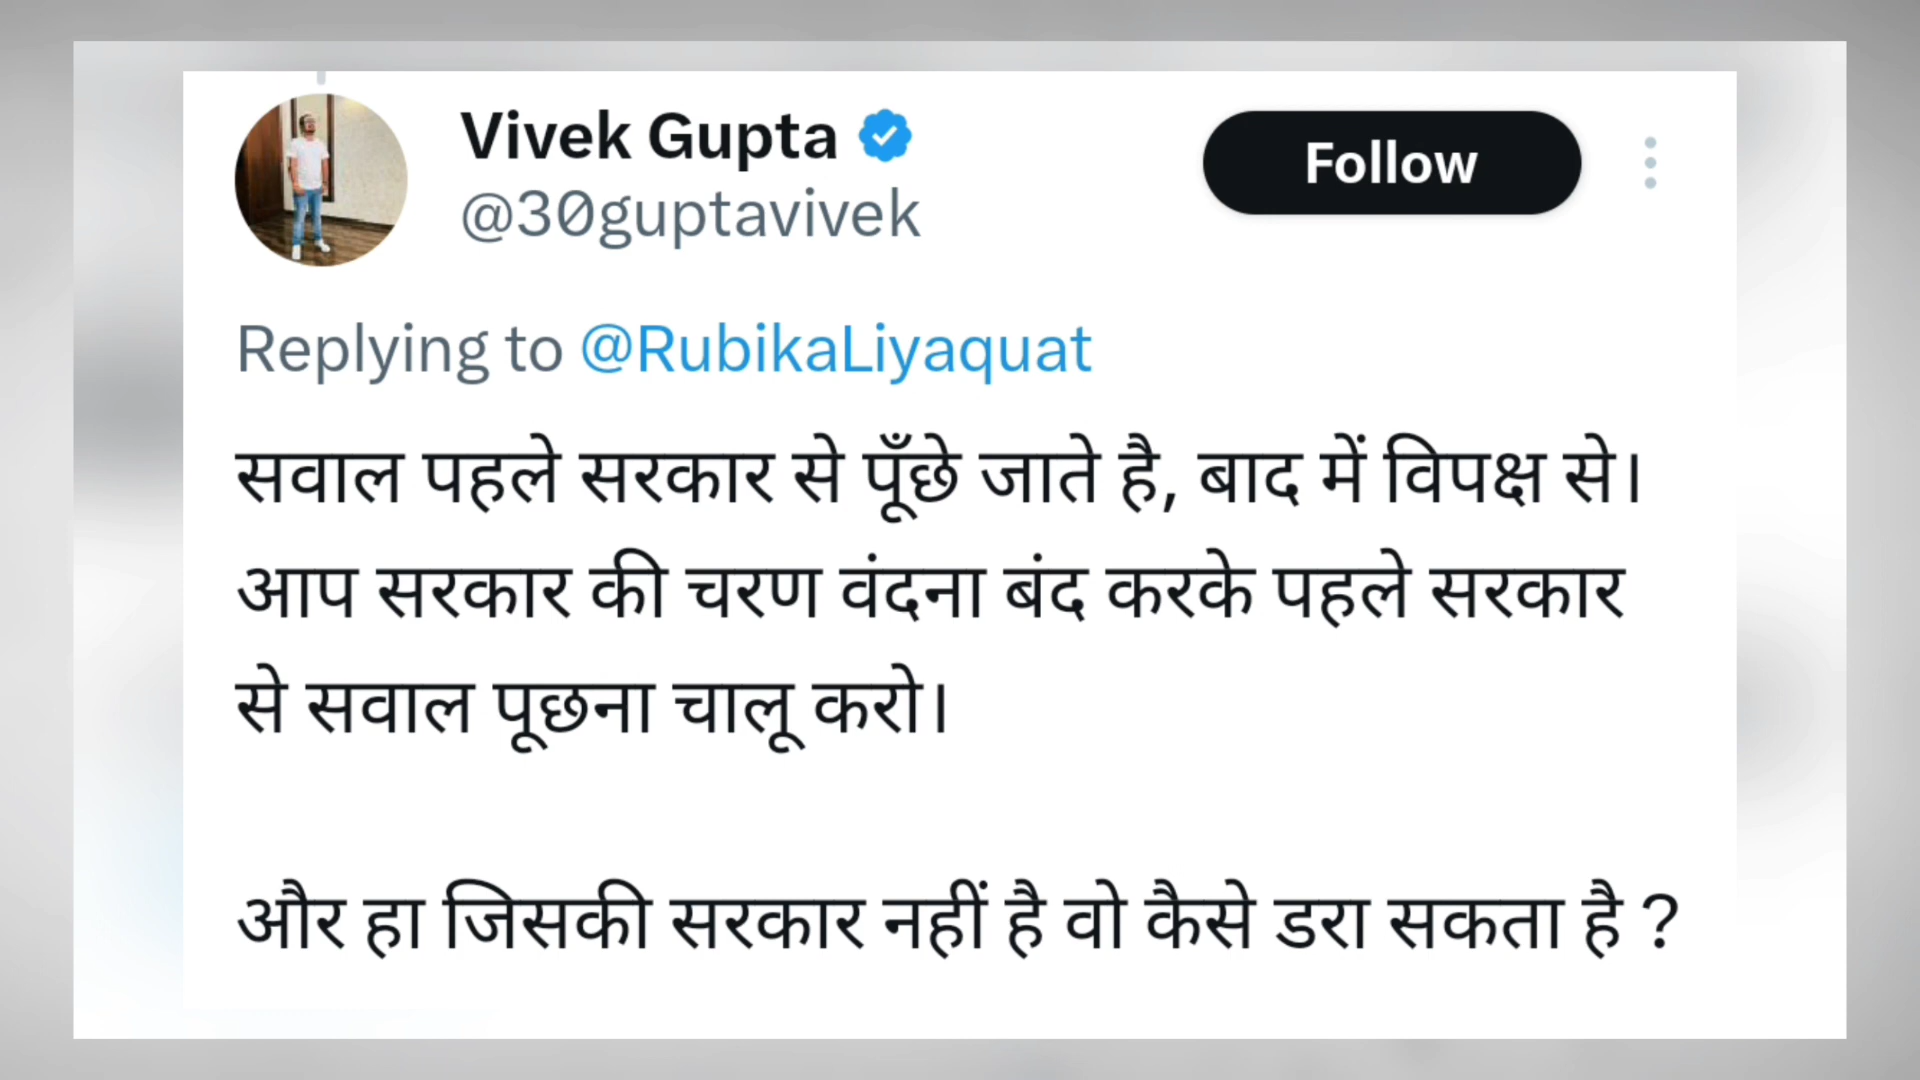 Vivek Gupta
@30guptavivek
Follow
Replying to @RubikaLiyaquat
सवाल पहले सरकार से पूँछे जाते है, बाद में विपक्ष से।
आप सरकार की चरण वंदना बंद करके पहले सरकार
से सवाल पूछना चालू करो।
और हा जिसकी सरकार नहीं है वो कैसे डरा सकता है ?